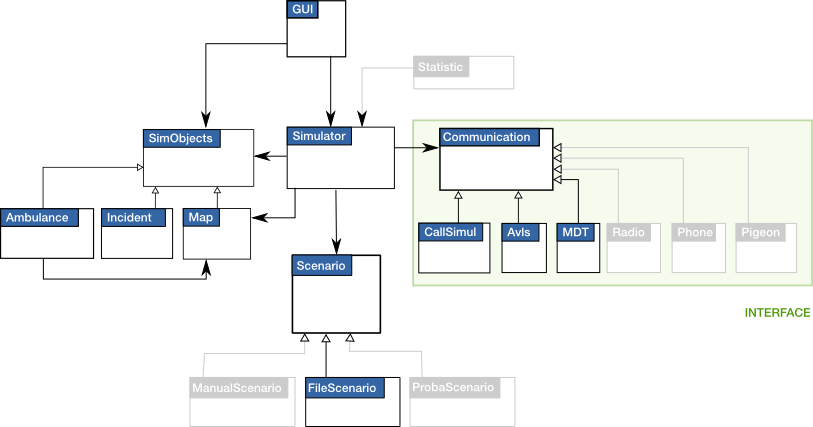 GUI
Statistic
SimObjects
Simulator
Communication
Ambulance
Incident
Map
CallSimul
Avls
MDT
Radio
Phone
Pigeon
Scenario
INTERFACE
ManualScenario
FileScenario
ProbaScenario